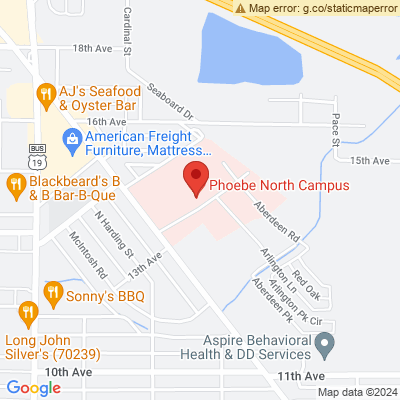 Map error: g.co/staticmaperror
Cardinal St
18th Ave
Seaboard Dr
AJ's Seafood
& Oyster Bar
16th Ave
Pace St
BUS
19
American Freight
Furniture, Mattress...
15th Ave
Blackbeard's B
& B Bar-B-Que
Phoebe North Campus
Aberdeen Rd
N Harding St
McIntosh Rd
13th Ave
Arlington Ln
Red Oak
Arlington Pk Cir
Aberdeen Pk
Sonny's BBQ
Long John
Silver's (70239)
Aspire Behavioral
Health & DD Services
10th Ave
11th Ave
Google
Map data ©2024